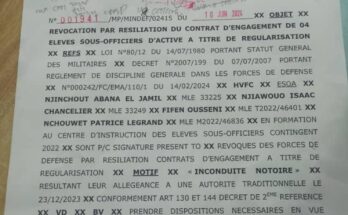 N° 001941 /MP/MINDEF/02415 DU 10 JUIN 2024 XX OBJET
REVOCATION PAR RESILIATION DU CONTRAT D'ENGAGEMENT DE 04
ELEVES SOUS-OFFICIERS D'ACTIVE A TITRE DE REGULARISATION
XX REFS XX LOI N°80/12 DU 14/07/1980 PORTANT STATUT GENERAL
DES MILITAIRES XX DECRET N°2007/199 DU 07/07/2007 PORTANT
REGLEMENT DE DISCIPLINE GENERALE DANS LES FORCES DE DEFENSE
XX N°000242/FC/EMA/110/1 DU 14/02/2024 XX HVFC XX ESOA XX
NJINCHOUT ABANA EL JAMIL XX MLE 33225 XX NJIAWOUO ISAAC
CHANCELIER XX MLE 33249 XX FIFEN OUSSENI XX MLE T2022/46401 XX
NCHOUWET PATRICE LEGRAND XX MLE M2022/46836 XX EN FORMATION
AU CENTRE D'INSTRUCTION DES ELEVES SOUS-OFFICIERS CONTINGENT
2022 XX SONT P/C SIGNATURE PRESENT TO XX REVOQUES DES FORCES DE
DEFENSE PAR RESILIATION CONTRATS D'ENGAGEMENT A TITRE DE
REGULARISATION XX MOTIF XX « INCONDUITE NOTOIRE » XX
RESULTANT LEUR ALLEGEANCE A UNE AUTORITE TRADITIONNELLE LE
23/12/2023 XX CONFORMEMENT ART 130 ET 144 DECRET DE 2EME REFERENCE
XX VD XX BV XX PRENDRE DISPOSITIONS NECESSAIRES EN VUE